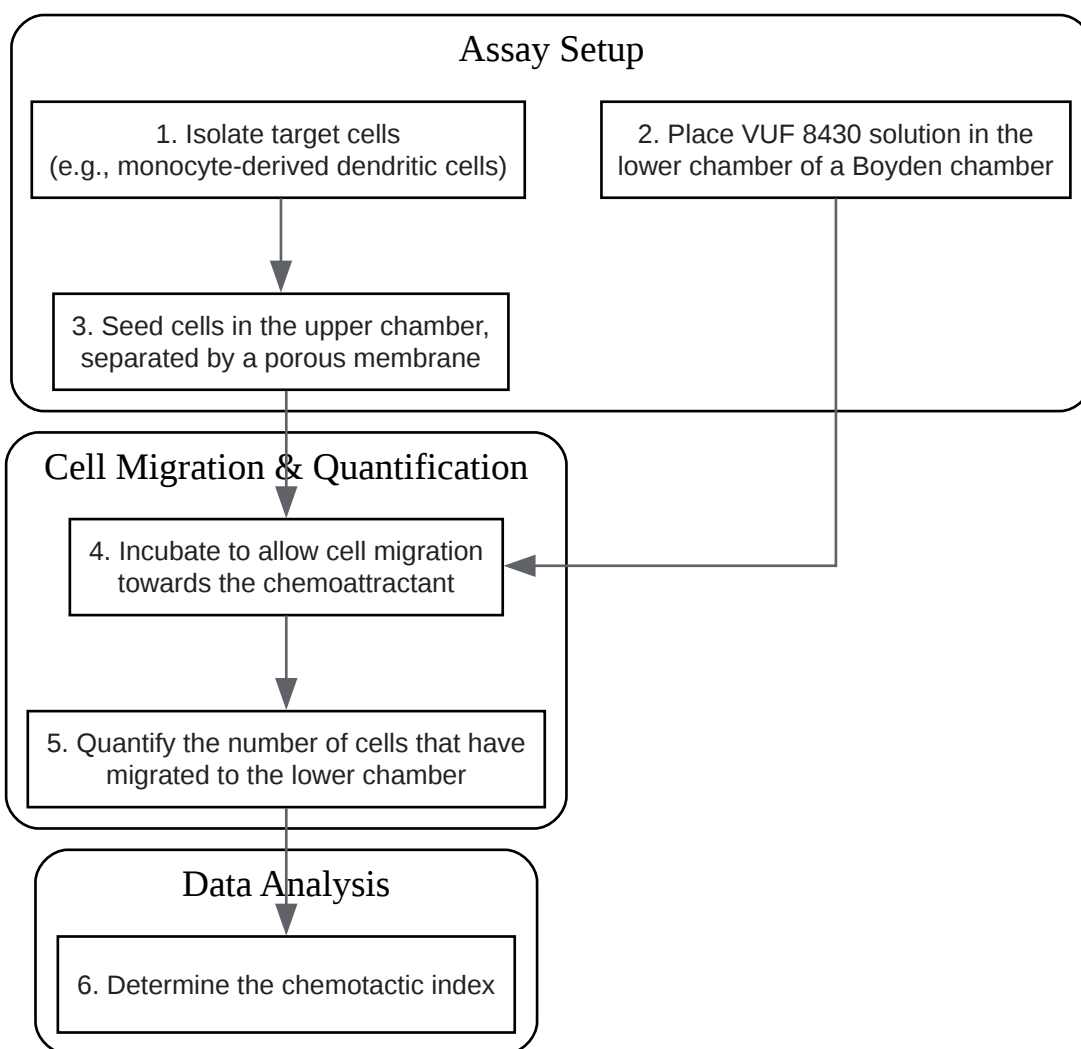 Assay Setup
1. Isolate target cells
(e.g., monocyte-derived dendritic cells)
2. Place VUF 8430 solution in the
lower chamber of a Boyden chamber
3. Seed cells in the upper chamber,
separated by a porous membrane
Cell Migration & Quantification
4. Incubate to allow cell migration
towards the chemoattractant
5. Quantify the number of cells that have
migrated to the lower chamber
Data Analysis
6. Determine the chemotactic index